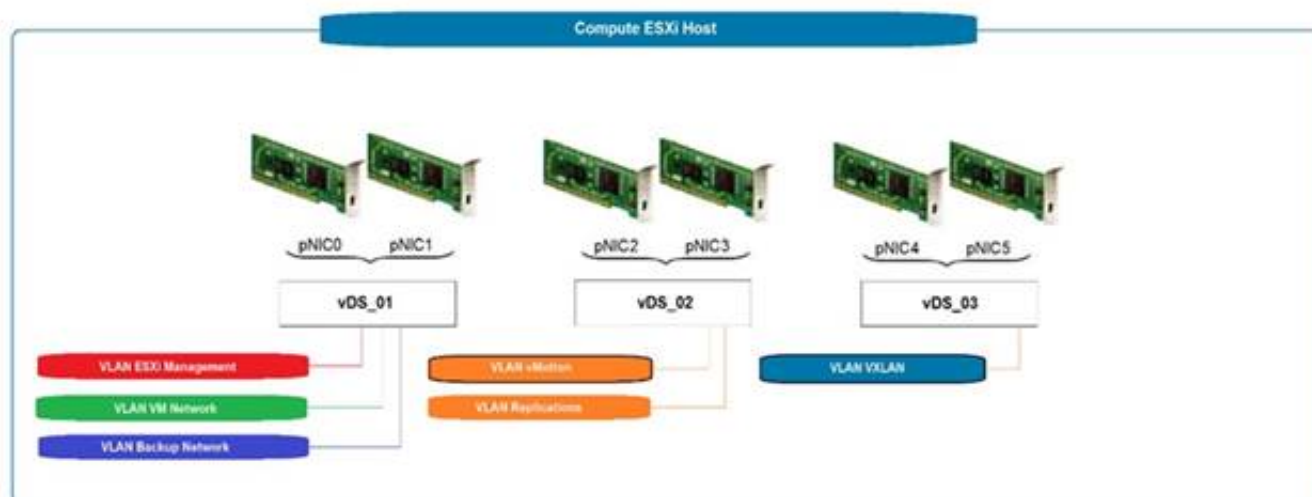 Compute ESXi Host
pNIC0 pNIC1 pNIC2 pNIC3 pNIC4 pNIC5
vDS_01 vDS_02 vDS_03
VLAN ESXi Management VLAN vMotion VLAN VXLAN
VLAN VM Network VLAN Replications
VLAN Backup Network